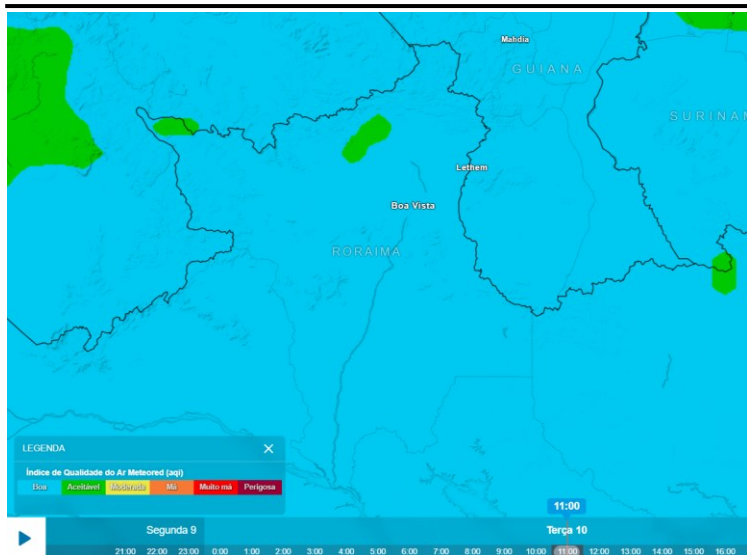 Mahdia
GUIANA
SURINAM
Lethem
Boa Vista
RORAIMA
LEGENDA
Índice de Qualidade do Ar Meteored (aqi)
Boa Aceitável Moderada Má Muito má Perigosa
11:00
Segunda 9 Terça 10
21:00 22:00 23:00 0:00 1:00 2:00 3:00 4:00 5:00 6:00 7:00 8:00 9:00 10:00 11:00 12:00 13:00 14:00 15:00 16:00